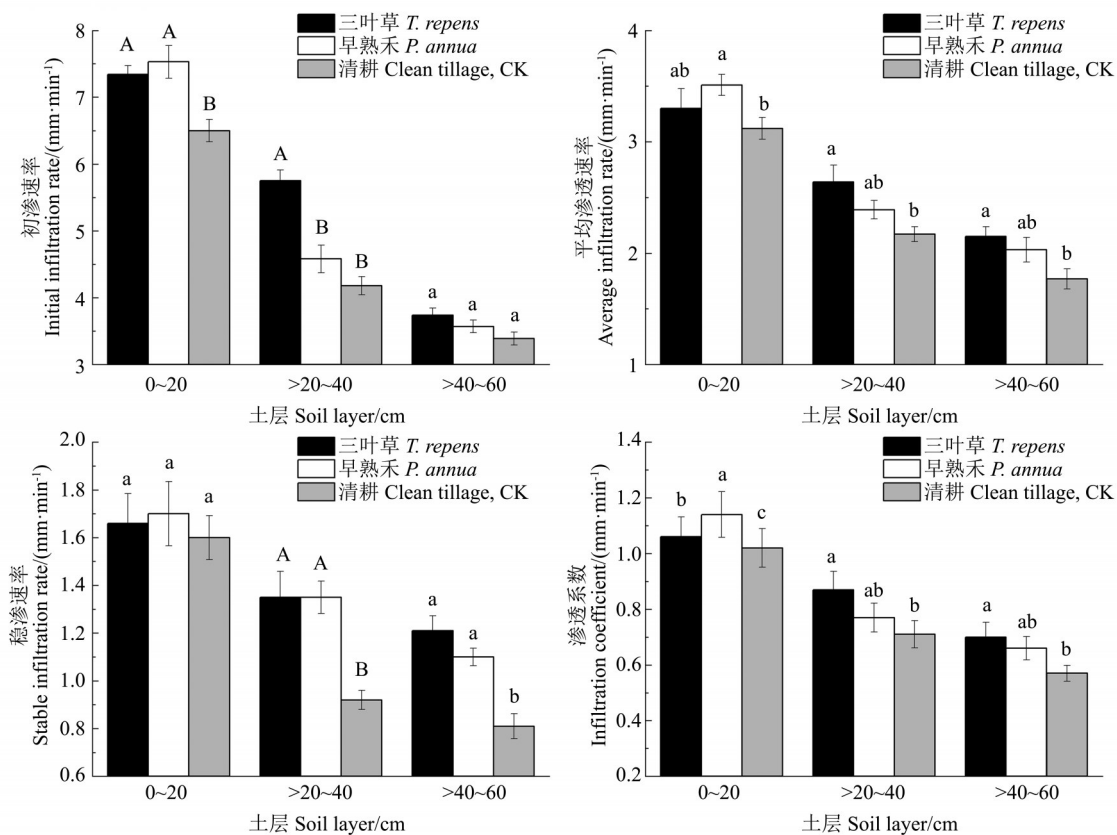 三叶草 T. repens
早熟禾 P. annua
清耕 Clean tillage, CK
初渗速率
Initial infiltration rate/(mm·min⁻¹)
8
7
6
5
4
3
A
A
B
A
B
B
a
a
a
0~20
>20~40
>40~60
土层 Soil layer/cm
三叶草 T. repens
早熟禾 P. annua
清耕 Clean tillage, CK
平均渗透速率
Average infiltration rate/(mm·min⁻¹)
4
3
2
1
ab
a
b
a
ab
b
a
ab
b
0~20
>20~40
>40~60
土层 Soil layer/cm
三叶草 T. repens
早熟禾 P. annua
清耕 Clean tillage, CK
稳渗速率
Stable infiltration rate/(mm·min⁻¹)
2.0
1.8
1.6
1.4
1.2
1.0
0.8
0.6
a
a
a
A
A
B
a
a
b
0~20
>20~40
>40~60
土层 Soil layer/cm
三叶草 T. repens
早熟禾 P. annua
清耕 Clean tillage, CK
渗透系数
Infiltration coefficient/(mm·min⁻¹)
1.4
1.2
1.0
0.8
0.6
0.4
0.2
b
a
c
a
ab
b
a
ab
b
0~20
>20~40
>40~60
土层 Soil layer/cm